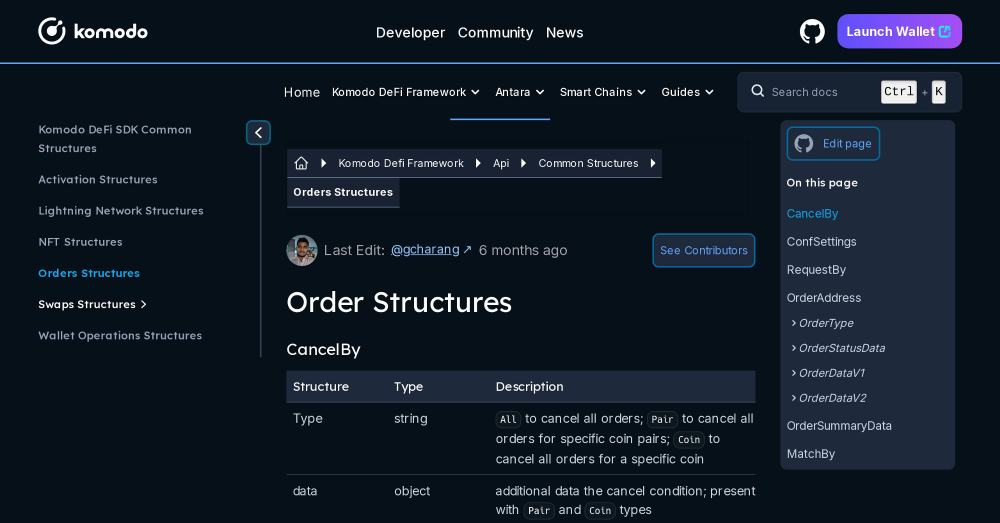 komodo
Developer Community News
Launch Wallet
Home Komodo DeFi Framework Antara Smart Chains Guides
Search docs Ctrl + K
Komodo DeFi SDK Common
Structures
Activation Structures
Lightning Network Structures
NFT Structures
Orders Structures
Swaps Structures
Wallet Operations Structures
Komodo Defi Framework Api Common Structures
Orders Structures
Last Edit: @gcharang ↗ 6 months ago
See Contributors
Order Structures
CancelBy
Structure Type Description
Type string All to cancel all orders; Pair to cancel all
orders for specific coin pairs; Coin to
cancel all orders for a specific coin
data object additional data the cancel condition; present
with Pair and Coin types
Edit page
On this page
CancelBy
ConfSettings
RequestBy
OrderAddress
OrderType
OrderStatusData
OrderDataV1
OrderDataV2
OrderSummaryData
MatchBy